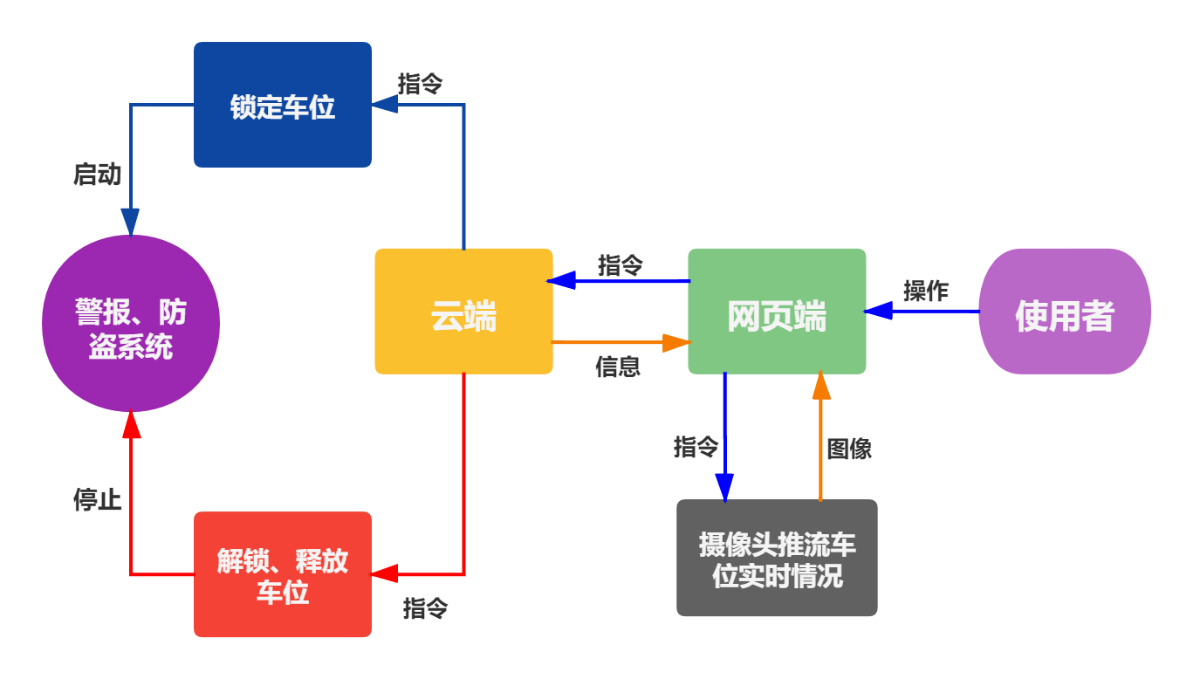 指令
锁定车位
启动
指令
操作
警报、防
盗系统
云端
网页端
使用者
信息
指令
图像
停止
解锁、释放
车位
指令
摄像头推流车
位实时情况